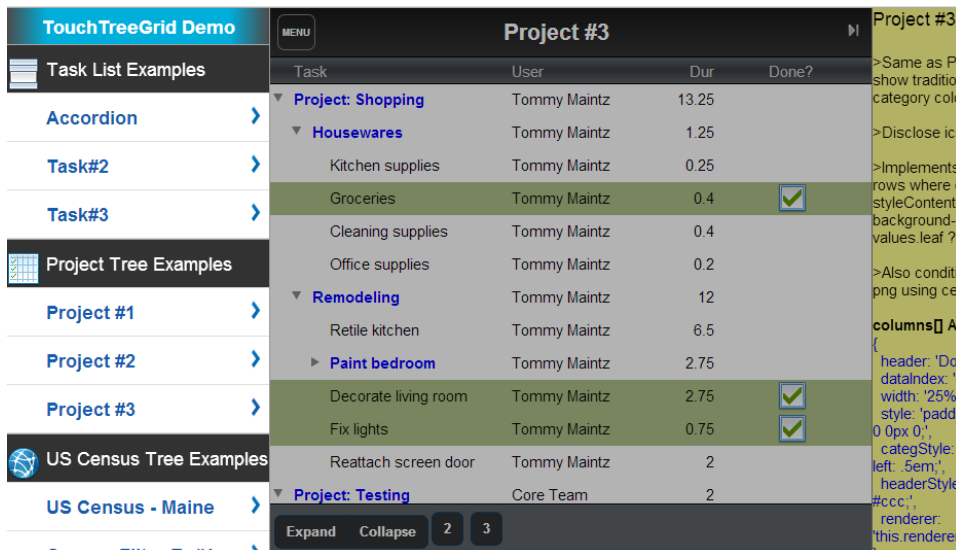 TouchTreeGrid Demo
Task List Examples
Accordion
Task#2
Task#3
Project Tree Examples
Project #1
Project #2
Project #3
US Census Tree Examples
US Census - Maine
MENU
Project #3
Task User Dur Done?
Project: Shopping Tommy Maintz 13.25
Housewares Tommy Maintz 1.25
Kitchen supplies Tommy Maintz 0.25
Groceries Tommy Maintz 0.4
Cleaning supplies Tommy Maintz 0.4
Office supplies Tommy Maintz 0.2
Remodeling Tommy Maintz 12
Retile kitchen Tommy Maintz 6.5
Paint bedroom Tommy Maintz 2.75
Decorate living room Tommy Maintz 2.75
Fix lights Tommy Maintz 0.75
Reattach screen door Tommy Maintz 2
Project: Testing Core Team 2
Expand Collapse 2 3
Project #3
>Same as P
show traditio
category colo
>Disclose ic
>Implements
rows where
styleContent
background-
values.leaf ?
>Also conditi
png using ce
columns[] A
{
header: 'Do
dataIndex: '
width: '25%
style: 'padd
0 0px 0;',
categStyle:
left: .5em;',
headerStyle
#ccc;',
renderer:
'this.renderer